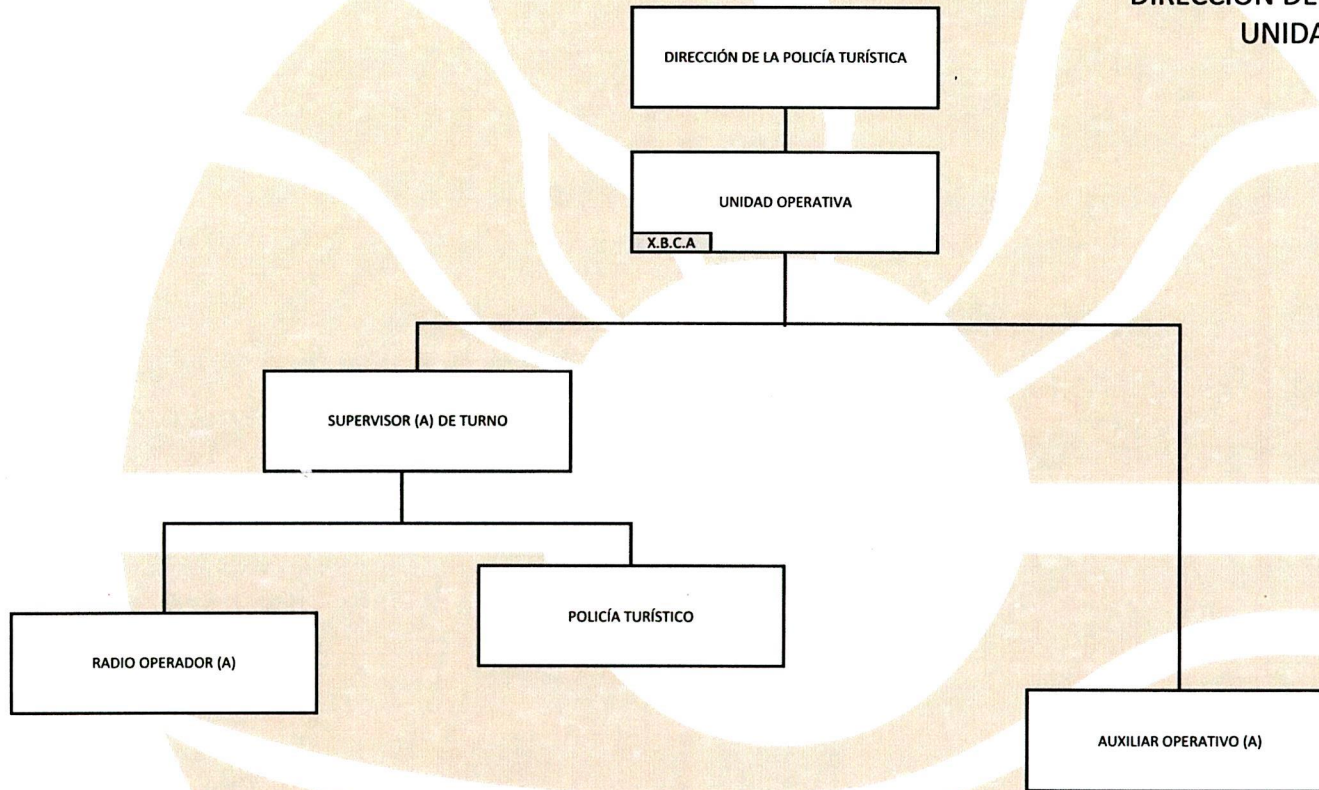 DIRECCIÓN DE
UNIDA
DIRECCIÓN DE LA POLICÍA TURÍSTICA
UNIDAD OPERATIVA
X.B.C.A
SUPERVISOR (A) DE TURNO
POLICÍA TURÍSTICO
RADIO OPERADOR (A)
AUXILIAR OPERATIVO (A)